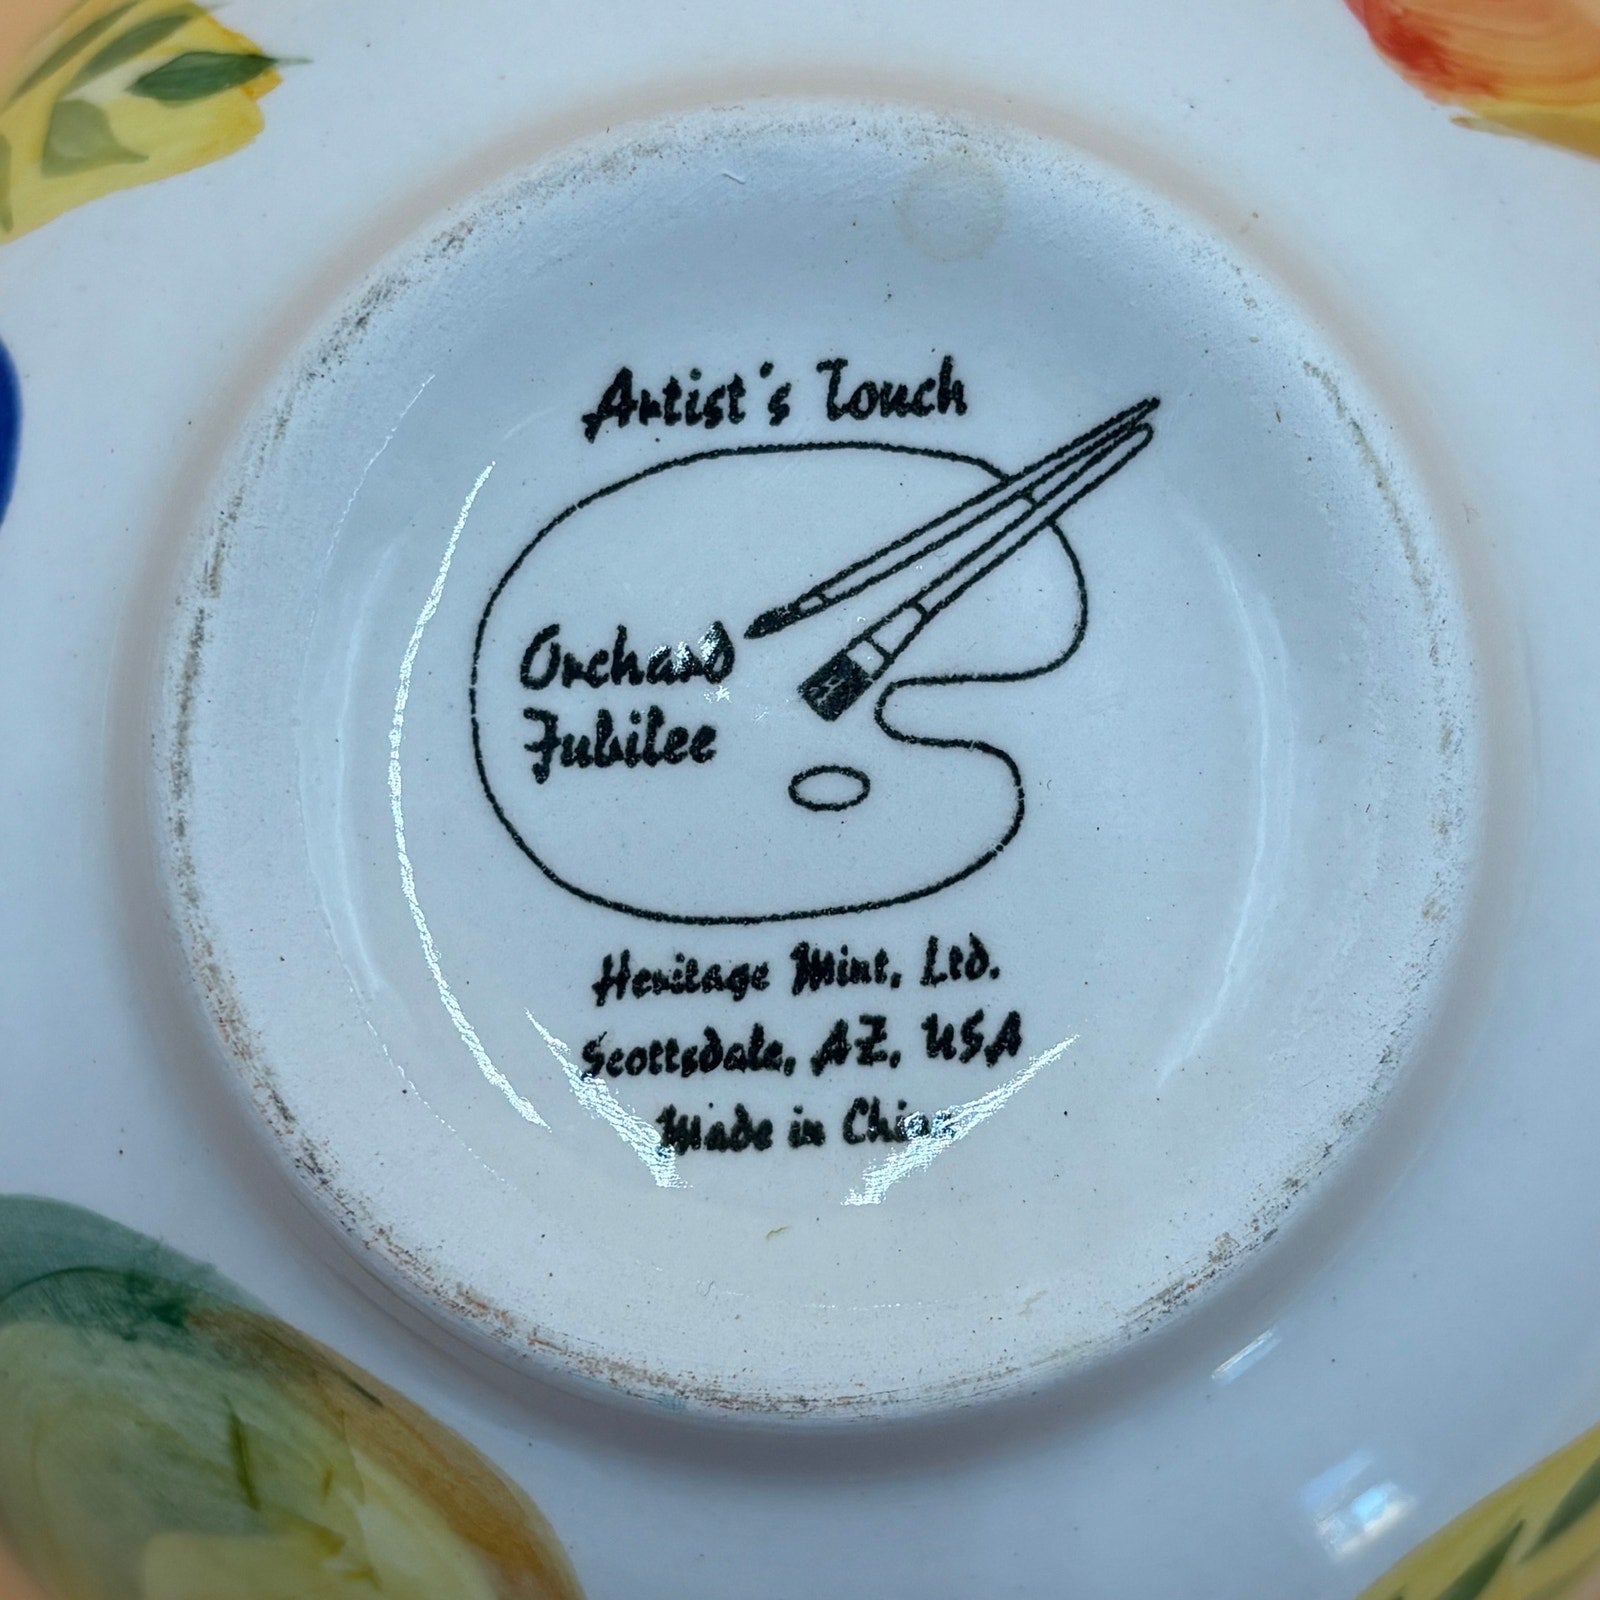 Artist's Touch
Orchard
Jubilee
Heritage Mint, Ltd.
Scottsdale, AZ, USA
Made in China